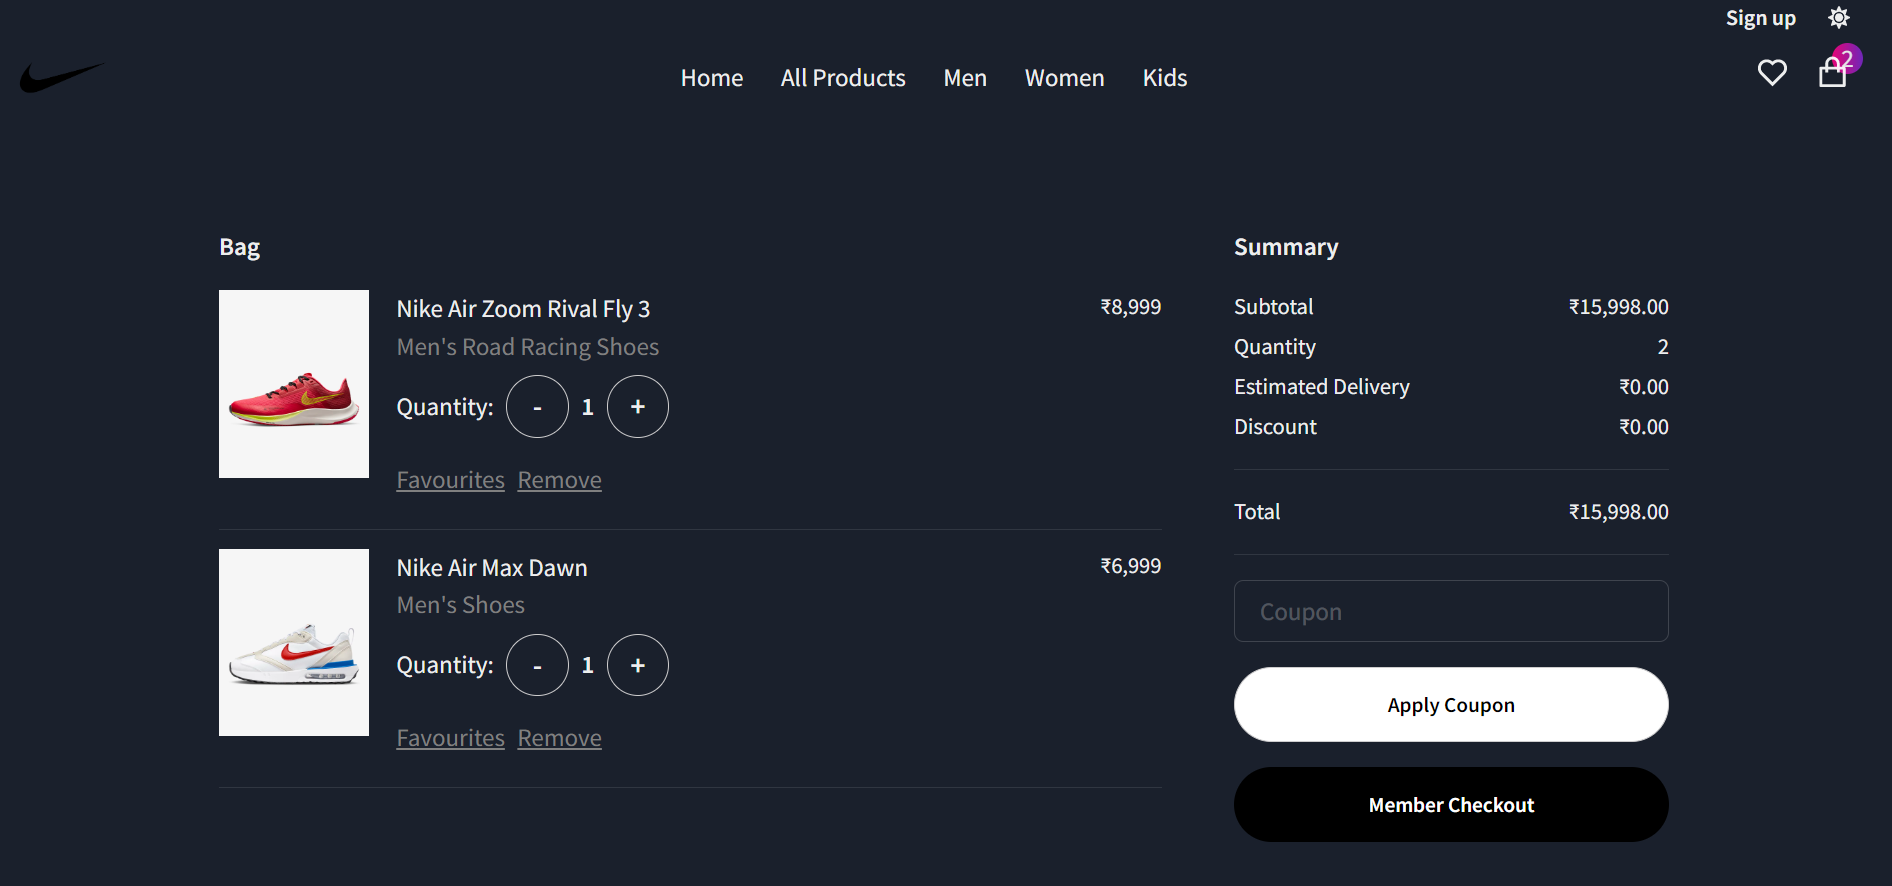 Sign up
Home All Products Men Women Kids
2
Bag
Nike Air Zoom Rival Fly 3 ₹8,999
Men's Road Racing Shoes
Quantity: - 1 +
Favourites Remove
Nike Air Max Dawn ₹6,999
Men's Shoes
Quantity: - 1 +
Favourites Remove
Summary
Subtotal ₹15,998.00
Quantity 2
Estimated Delivery ₹0.00
Discount ₹0.00
Total ₹15,998.00
Coupon
Apply Coupon
Member Checkout